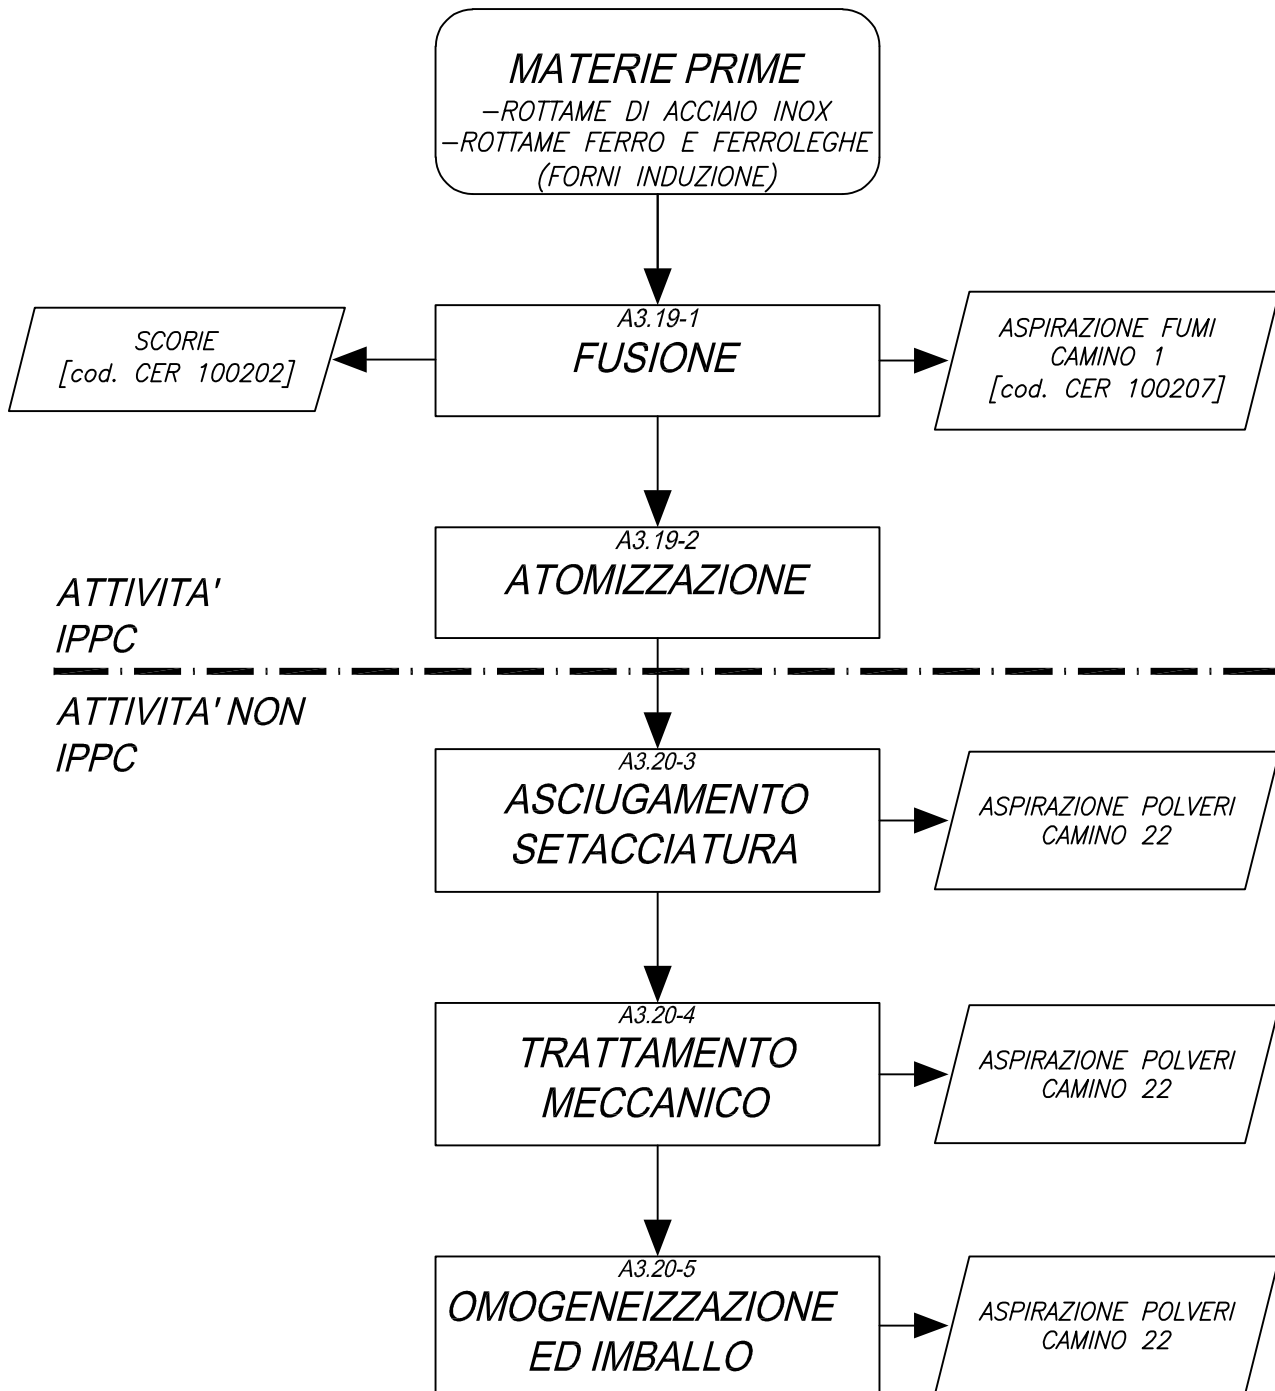 MATERIE PRIME
-ROTTAME DI ACCIAIO INOX
-ROTTAME FERRO E FERROLEGHE
(FORNI INDUZIONE)
A3.19-1
FUSIONE
SCORIE
[cod. CER 100202]
ASPIRAZIONE FUMI
CAMINO 1
[cod. CER 100207]
A3.19-2
ATOMIZZAZIONE
ATTIVITA'
IPPC
ATTIVITA' NON
IPPC
A3.20-3
ASCIUGAMENTO
SETACCIATURA
ASPIRAZIONE POLVERI
CAMINO 22
A3.20-4
TRATTAMENTO
MECCANICO
ASPIRAZIONE POLVERI
CAMINO 22
A3.20-5
OMOGENEIZZAZIONE
ED IMBALLO
ASPIRAZIONE POLVERI
CAMINO 22